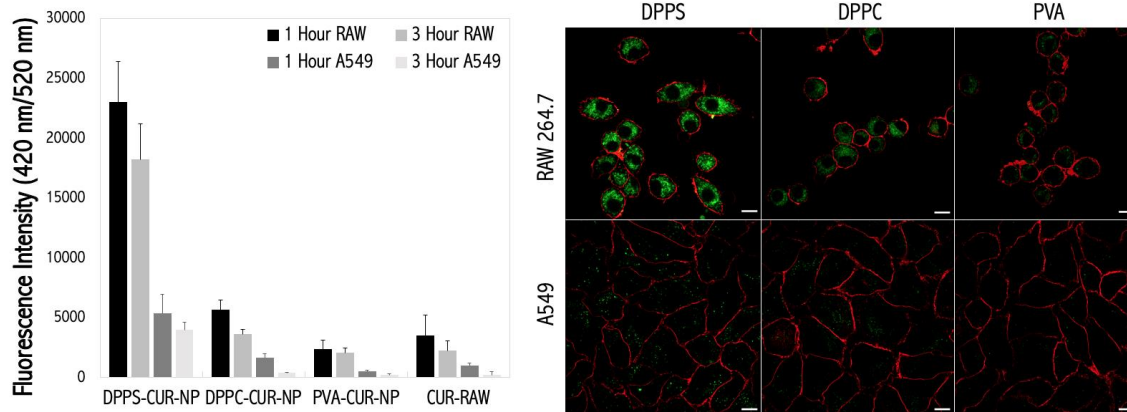 Fluorescence Intensity (420 nm/520 nm)
30000
25000
20000
15000
10000
5000
0
1 Hour RAW
3 Hour RAW
1 Hour A549
3 Hour A549
DPPS-CUR-NP
DPPC-CUR-NP
PVA-CUR-NP
CUR-RAW
DPPS
DPPC
PVA
RAW 264.7
A549